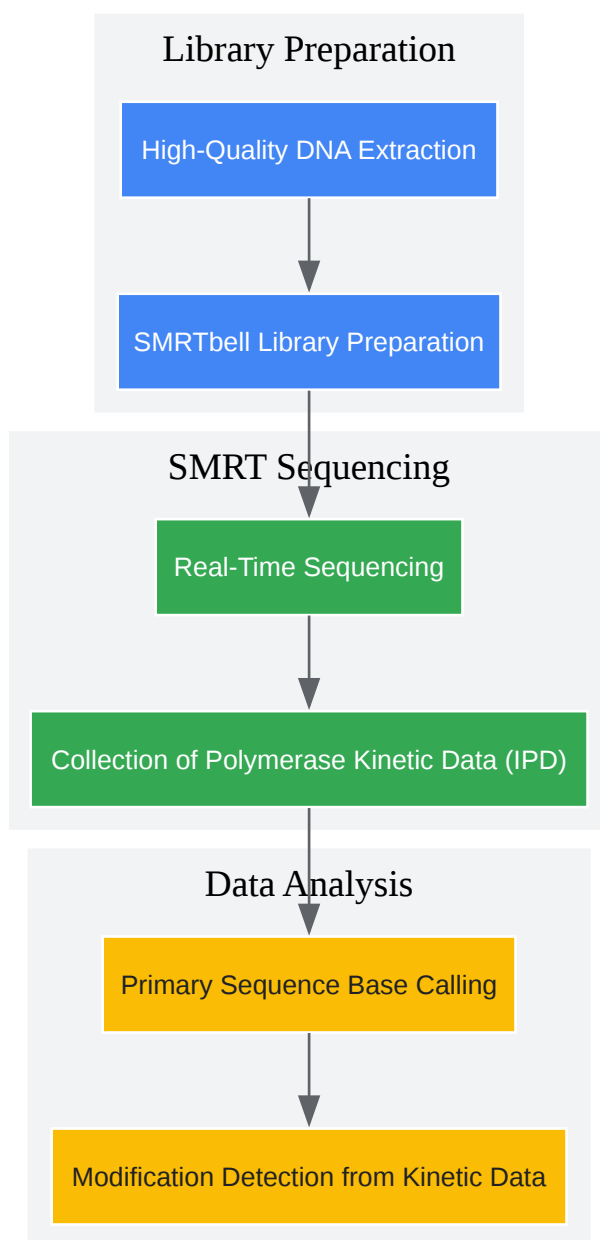 Library Preparation
High-Quality DNA Extraction
SMRTbell Library Preparation
SMRT Sequencing
Real-Time Sequencing
Collection of Polymerase Kinetic Data (IPD)
Data Analysis
Primary Sequence Base Calling
Modification Detection from Kinetic Data